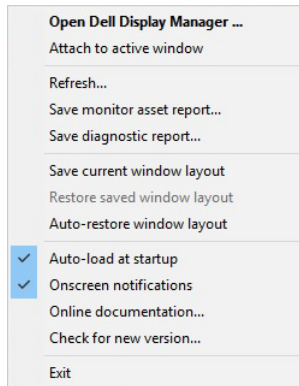 Open Dell Display Manager ...
Attach to active window
Refresh...
Save monitor asset report...
Save diagnostic report...
Save current window layout
Restore saved window layout
Auto-restore window layout
Auto-load at startup
Onscreen notifications
Online documentation...
Check for new version...
Exit